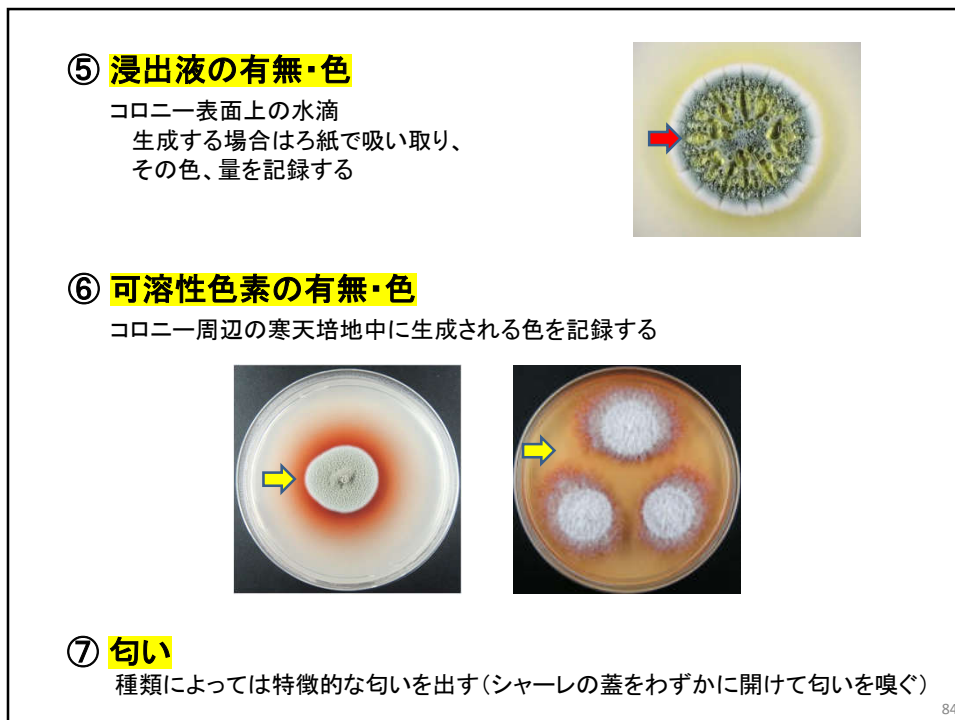 ⑤ 浸出液の有無・色
コロニー表面上の水滴
生成する場合はろ紙で吸い取り、
その色、量を記録する
⑥ 可溶性色素の有無・色
コロニー周辺の寒天培地中に生成される色を記録する
⑦ 匂い
種類によっては特徴的な匂いを出す（シャーレの蓋をわずかに開けて匂いを嗅ぐ）
84